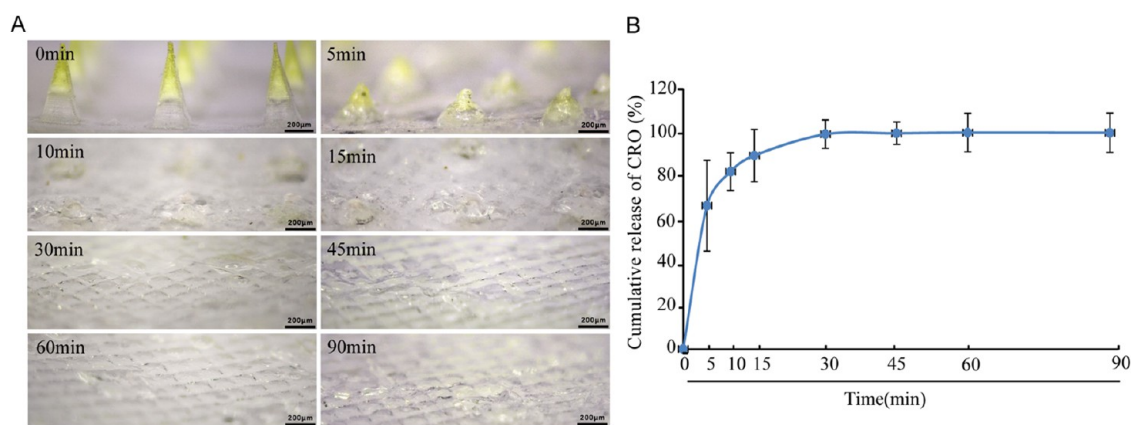 A
0min
200μm
5min
200μm
10min
200μm
15min
200μm
30min
200μm
45min
200μm
60min
200μm
90min
200μm
B
Cumulative release of CRO (%)
120
100
80
60
40
20
0
0 5 10 15 30 45 60 90
Time(min)